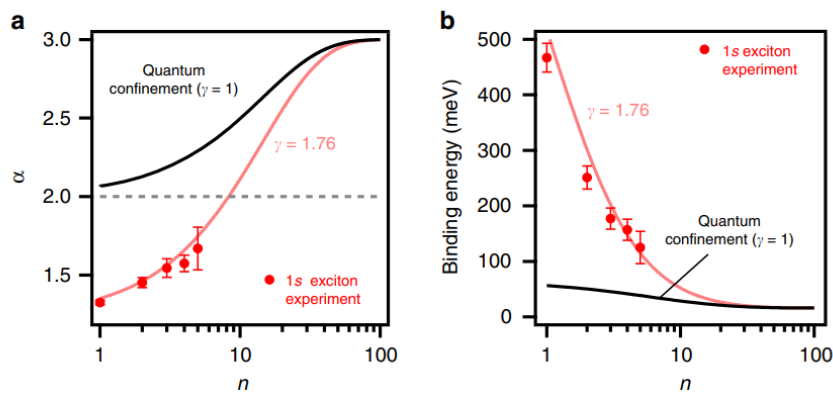 a
3.0
2.5
2.0
1.5
α
Quantum
confinement (γ = 1)
γ = 1.76
1s exciton
experiment
1
10
100
n
b
500
400
300
200
100
0
Binding energy (meV)
1s exciton
experiment
γ = 1.76
Quantum
confinement (γ = 1)
1
10
100
n